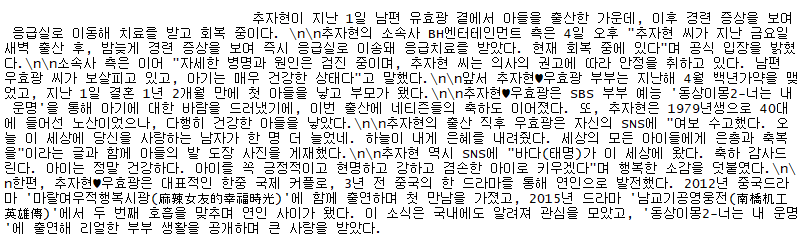 추자현이 지난 1일 남편 유효광 곁에서 아들을 출산한 가운데, 이후 경련 증상을 보여
응급실로 이동해 치료를 받고 회복 중이다. \n\n추자현의 소속사 BH엔터테인먼트 측은 4일 오후 "추자현 씨가 지난 금요일
새벽 출산 후, 밤늦게 경련 증상을 보여 즉시 응급실로 이송돼 응급치료를 받았다. 현재 회복 중에 있다"며 공식 입장을 밝혔
다.\n\n소속사 측은 이어 "자세한 병명과 원인은 검진 중이며, 추자현 씨는 의사의 권고에 따라 안정을 취하고 있다. 남편
우효광 씨가 보살피고 있고, 아기는 매우 건강한 상태다"고 말했다.\n\n앞서 추자현♥우효광 부부는 지난해 4월 백년가약을 맺
었고, 지난 1일 결혼 1년 2개월 만에 첫 아들을 낳고 부모가 됐다.\n\n추자현♥우효광은 SBS 부부 예능 '동상이몽2-너는 내
운명'을 통해 아기에 대한 바람을 드러냈기에, 이번 출산에 네티즌들의 축하도 이어졌다. 또, 추자현은 1979년생으로 40대
에 들어선 노산이었으나, 다행히 건강한 아들을 낳았다.\n\n추자현의 출산 직후 우효광은 자신의 SNS에 "여보 수고했다. 오
늘 이 세상에 당신을 사랑하는 남자가 한 명 더 늘었네. 하늘이 내게 은혜를 내려줬다. 세상의 모든 아이들에게 은총과 축복
을"이라는 글과 함께 아들의 발 도장 사진을 게재했다.\n\n추자현 역시 SNS에 "바다(태명)가 이 세상에 왔다. 축하 감사드
린다. 아이는 정말 건강하다. 아이를 꼭 긍정적이고 현명하고 강하고 겸손한 아이로 키우겠다"며 행복한 소감을 덧붙였다.\n\
n한편, 추자현♥우효광은 대표적인 한중 국제 커플로, 3년 전 중국의 한 드라마를 통해 연인으로 발전했다. 2012년 중국드라
마 '마랄여우적행복시광(麻辣女友的幸福時光)'에 함께 출연하며 첫 만남을 가졌고, 2015년 드라마 '남교기공영웅전(南橋机工
英雄傳)'에서 두 번째 호흡을 맞추며 연인 사이가 됐다. 이 소식은 국내에도 알려져 관심을 모았고, '동상이몽2-너는 내 운명
'에 출연해 리얼한 부부 생활을 공개하며 큰 사랑을 받았다.